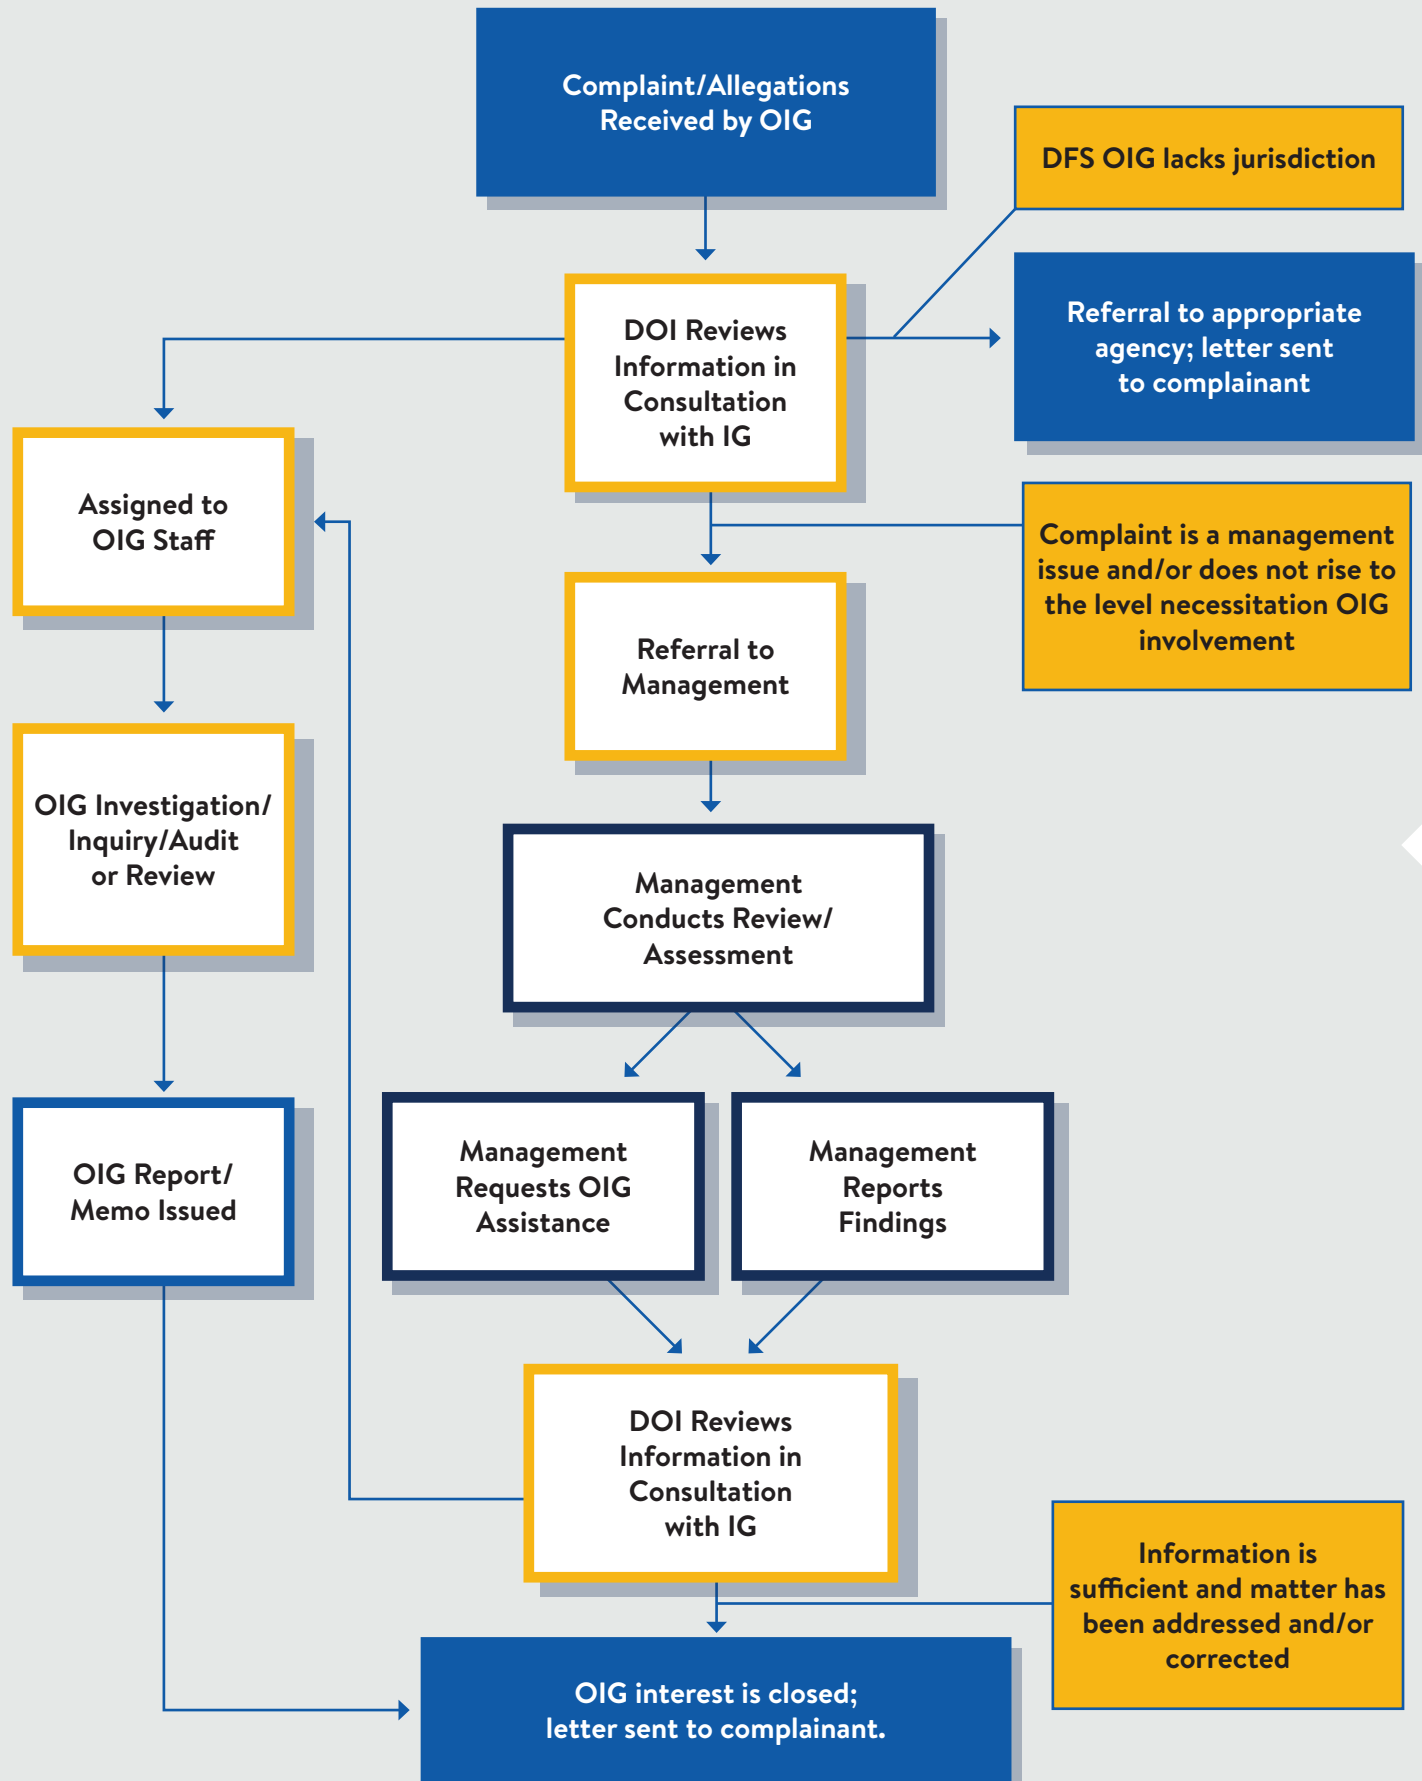 Complaint/Allegations
Received by OIG
DFS OIG lacks jurisdiction
DOI Reviews
Information in
Consultation
with IG
Referral to appropriate
agency; letter sent
to complainant
Assigned to
OIG Staff
Complaint is a management
issue and/or does not rise to
the level necessitation OIG
involvement
Referral to
Management
OIG Investigation/
Inquiry/Audit
or Review
Management
Conducts Review/
Assessment
OIG Report/
Memo Issued
Management
Requests OIG
Assistance
Management
Reports
Findings
DOI Reviews
Information in
Consultation
with IG
Information is
sufficient and matter has
been addressed and/or
corrected
OIG interest is closed;
letter sent to complainant.